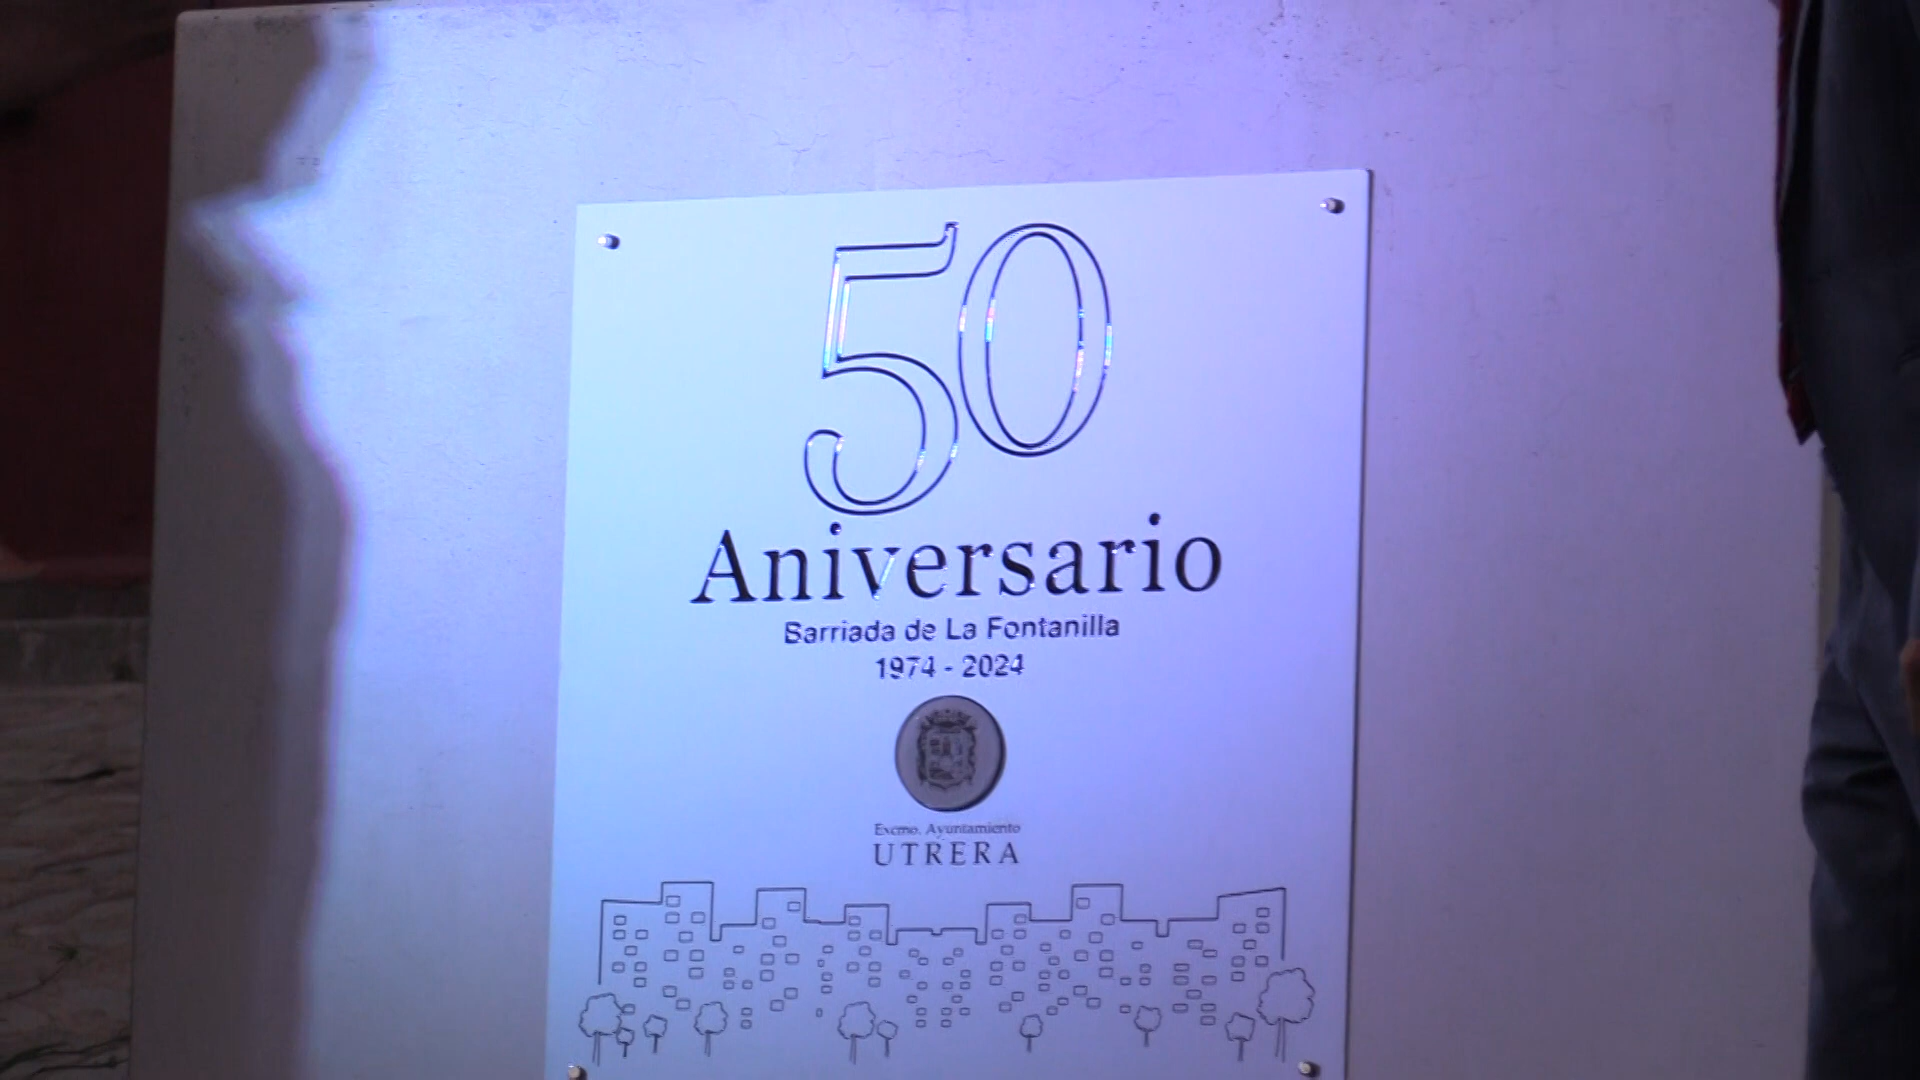 50
Aniversario
Barriada de La Fontanilla
1974 - 2024
Excmo. Ayuntamiento
UTRERA